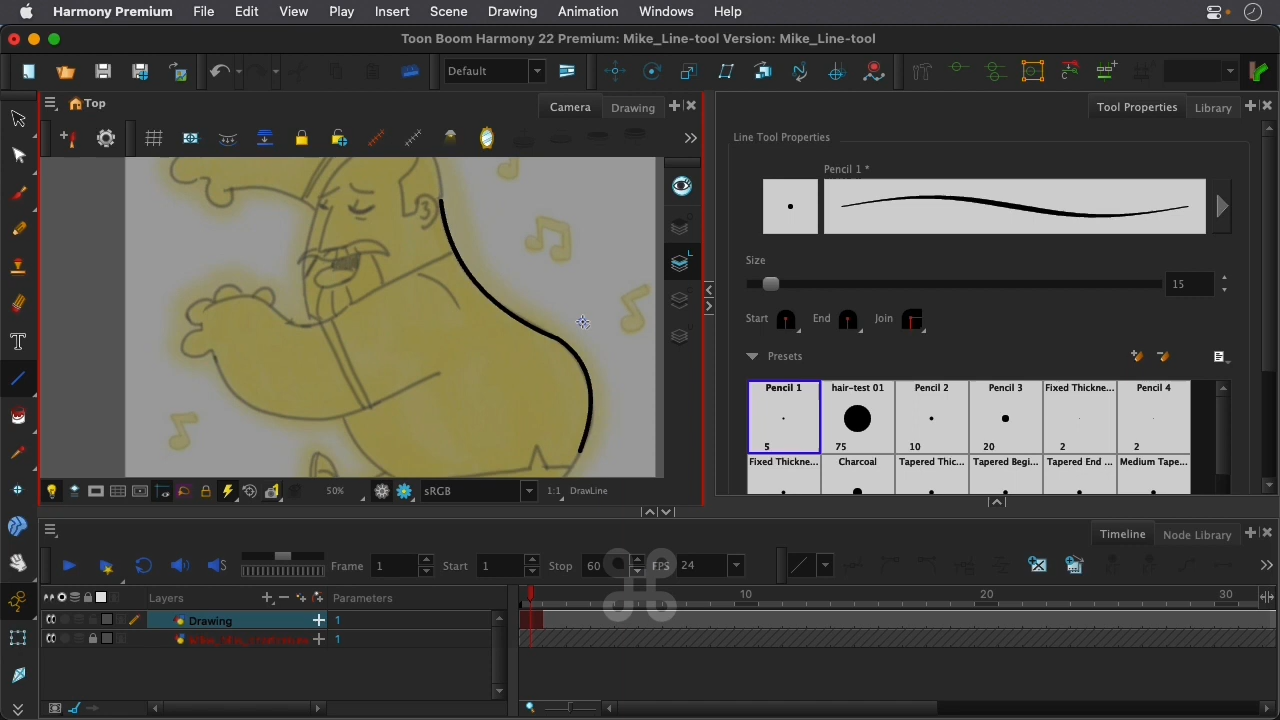 Harmony Premium File Edit View Play Insert Scene Drawing Animation Windows Help
Toon Boom Harmony 22 Premium: Mike_Line-tool Version: Mike_Line-tool
Default
Top
Camera
Drawing
Tool Properties
Library
Line Tool Properties
Pencil 1 *
Size
15
Start
End
Join
Presets
Pencil 1 hair-test 01 Pencil 2 Pencil 3 Fixed Thickne... Pencil 4
5 75 10 20 2 2
Fixed Thickne... Charcoal Tapered Thic... Tapered Begi... Tapered End ... Medium Tape...
50%
sRGB
1:1
DrawLine
Timeline
Node Library
Frame 1 Start 1 Stop 60 FPS 24
Layers
Parameters
10 20 30
Drawing
1
1